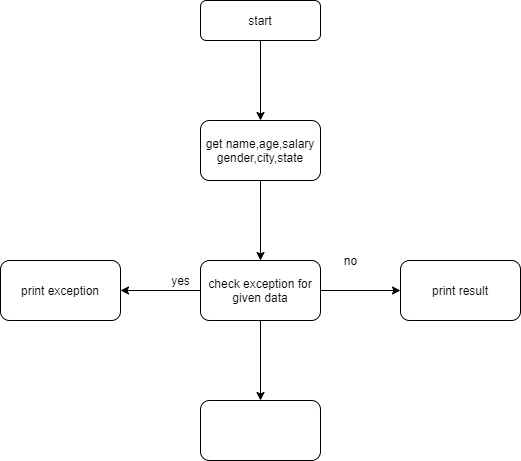 start
get name,age,salary
gender,city,state
no
yes
print exception
check exception for
given data
print result